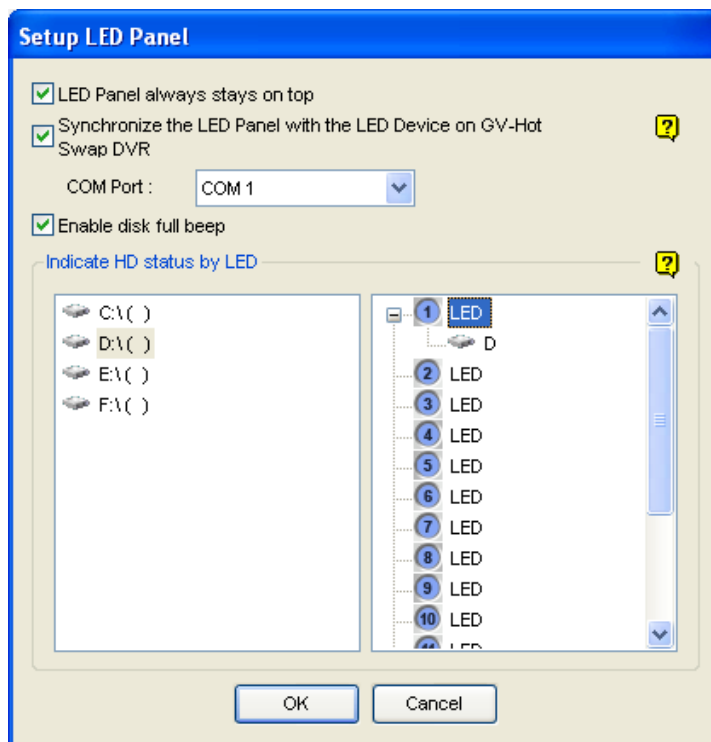 Setup LED Panel
LED Panel always stays on top
Synchronize the LED Panel with the LED Device on GV-Hot
Swap DVR
?
COM Port :
COM 1
Enable disk full beep
Indicate HD status by LED
?
C:\ ( )
D:\ ( )
E:\ ( )
F:\ ( )
1 LED
D
2 LED
3 LED
4 LED
5 LED
6 LED
7 LED
8 LED
9 LED
10 LED
11 LED
OK
Cancel